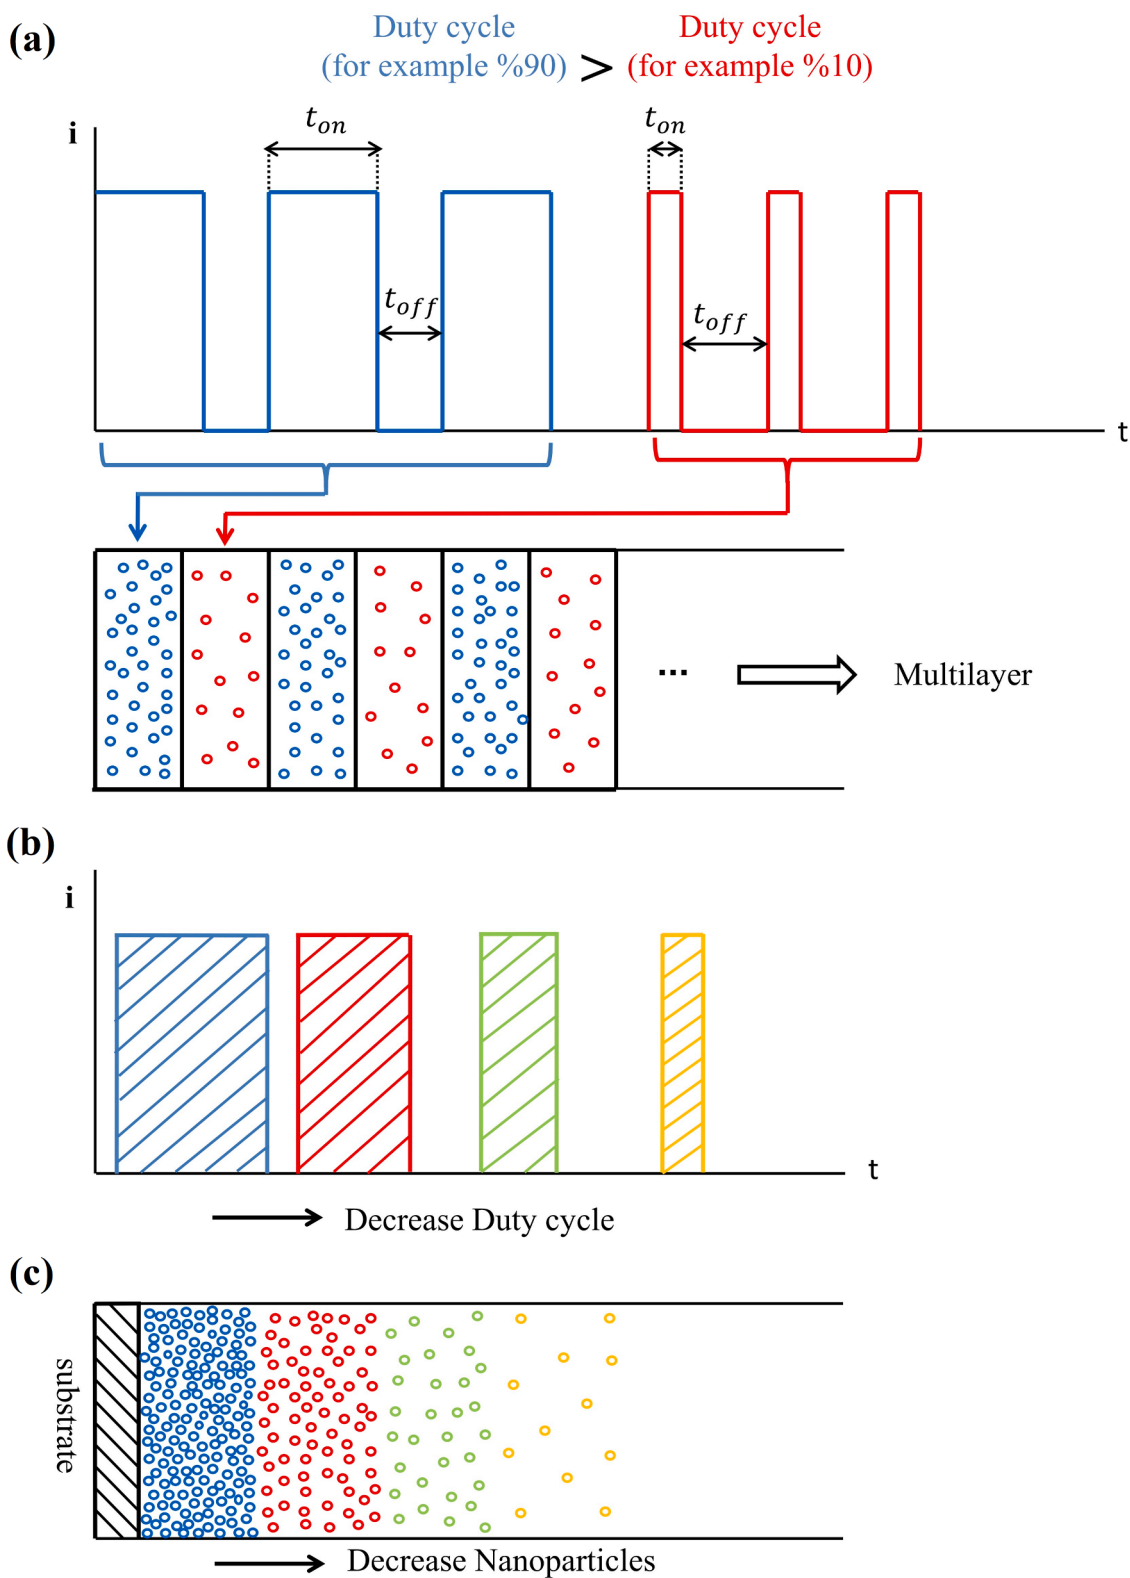 (a)
Duty cycle
(for example %90)
>
Duty cycle
(for example %10)
i
t_on
t_on
t_off
t_off
t
... 
Multilayer
(b)
i
t
Decrease Duty cycle
(c)
substrate
Decrease Nanoparticles